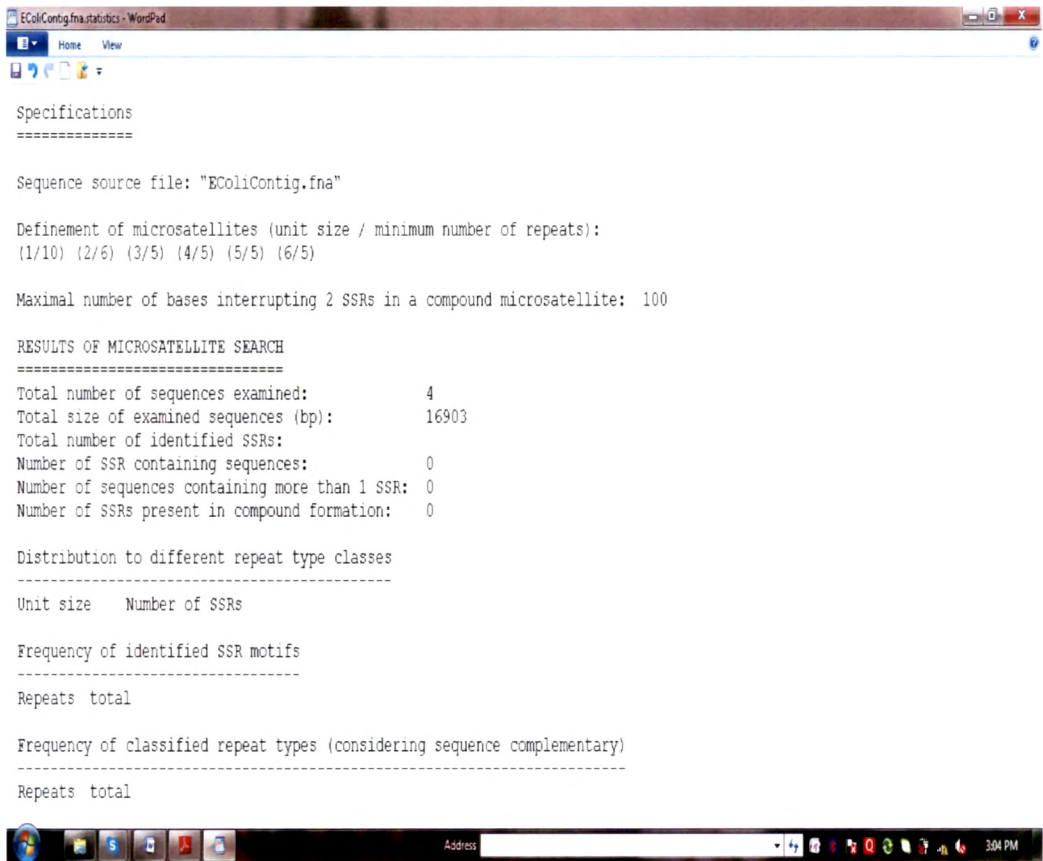 EColiContig.fna.statistics - WordPad
Home View
Specifications
==============
Sequence source file: "EColiContig.fna"
Definement of microsatellites (unit size / minimum number of repeats):
(1/10) (2/6) (3/5) (4/5) (5/5) (6/5)
Maximal number of bases interrupting 2 SSRs in a compound microsatellite: 100
RESULTS OF MICROSATELLITE SEARCH
================================
Total number of sequences examined: 4
Total size of examined sequences (bp): 16903
Total number of identified SSRs:
Number of SSR containing sequences: 0
Number of sequences containing more than 1 SSR: 0
Number of SSRs present in compound formation: 0
Distribution to different repeat type classes
---------------------------------------------
Unit size Number of SSRs
Frequency of identified SSR motifs
----------------------------------
Repeats total
Frequency of classified repeat types (considering sequence complementary)
-------------------------------------------------------------------------
Repeats total
Address 3:04 PM